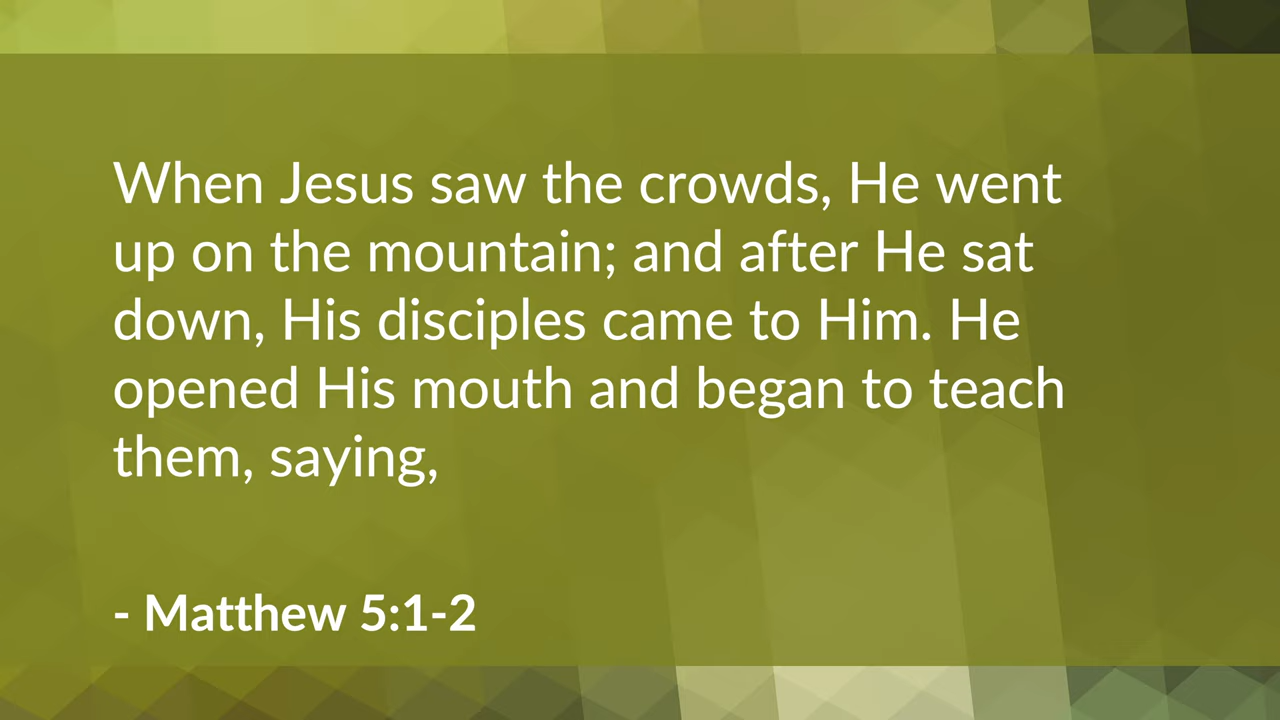 When Jesus saw the crowds, He went
up on the mountain; and after He sat
down, His disciples came to Him. He
opened His mouth and began to teach
them, saying,
- Matthew 5:1-2